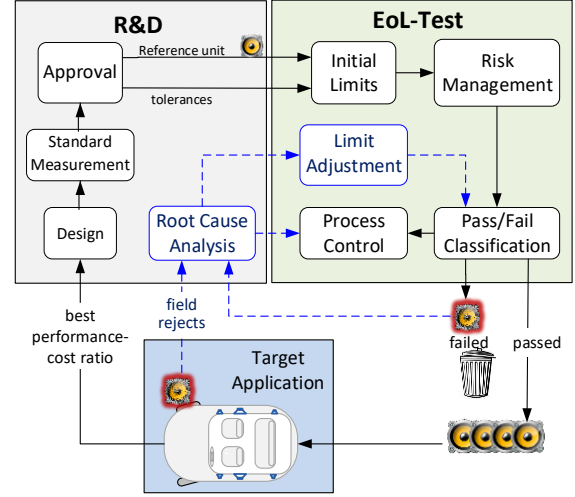 R&D
EoL-Test
Approval
Reference unit
tolerances
Initial
Limits
Risk
Management
Standard
Measurement
Limit
Adjustment
Design
Root Cause
Analysis
Process
Control
Pass/Fail
Classification
best
performance-
cost ratio
field
rejects
failed
passed
Target
Application